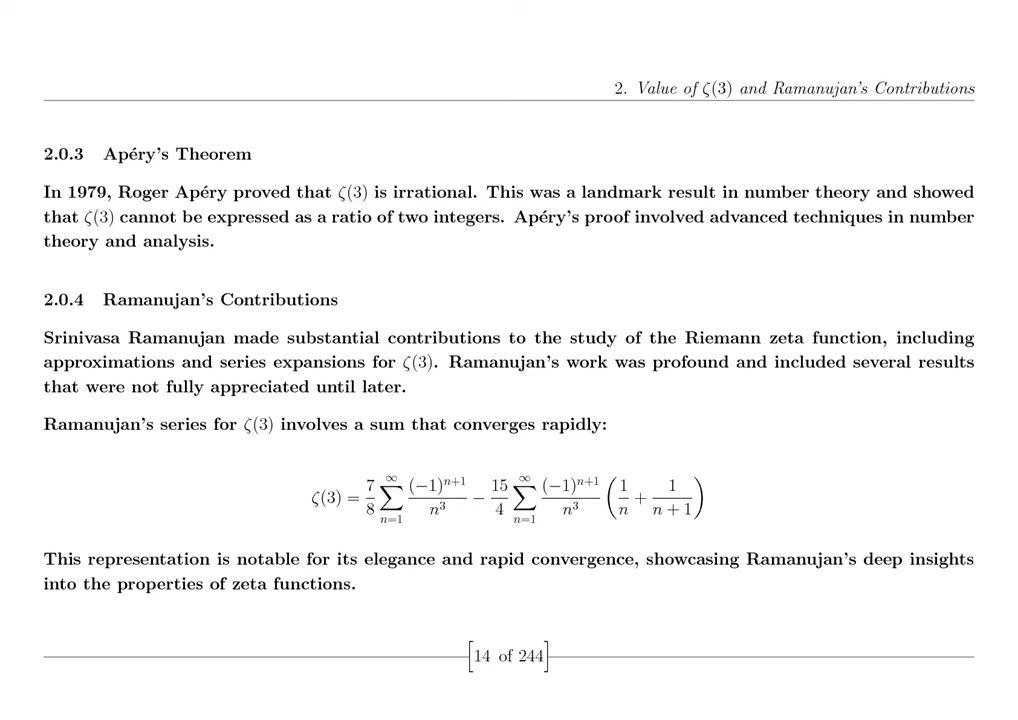 2. Value of ζ(3) and Ramanujan's Contributions
2.0.3 Apéry's Theorem
In 1979, Roger Apéry proved that ζ(3) is irrational. This was a landmark result in number theory and showed
that ζ(3) cannot be expressed as a ratio of two integers. Apéry's proof involved advanced techniques in number
theory and analysis.
2.0.4 Ramanujan's Contributions
Srinivasa Ramanujan made substantial contributions to the study of the Riemann zeta function, including
approximations and series expansions for ζ(3). Ramanujan's work was profound and included several results
that were not fully appreciated until later.
Ramanujan's series for ζ(3) involves a sum that converges rapidly:
ζ(3) = 7/8 ∑_{n=1}^{∞} (−1)^{n+1}/n^3 − 15/4 ∑_{n=1}^{∞} (−1)^{n+1}/n^3 (1/n + 1/(n+1))
This representation is notable for its elegance and rapid convergence, showcasing Ramanujan's deep insights
into the properties of zeta functions.
[14 of 244]